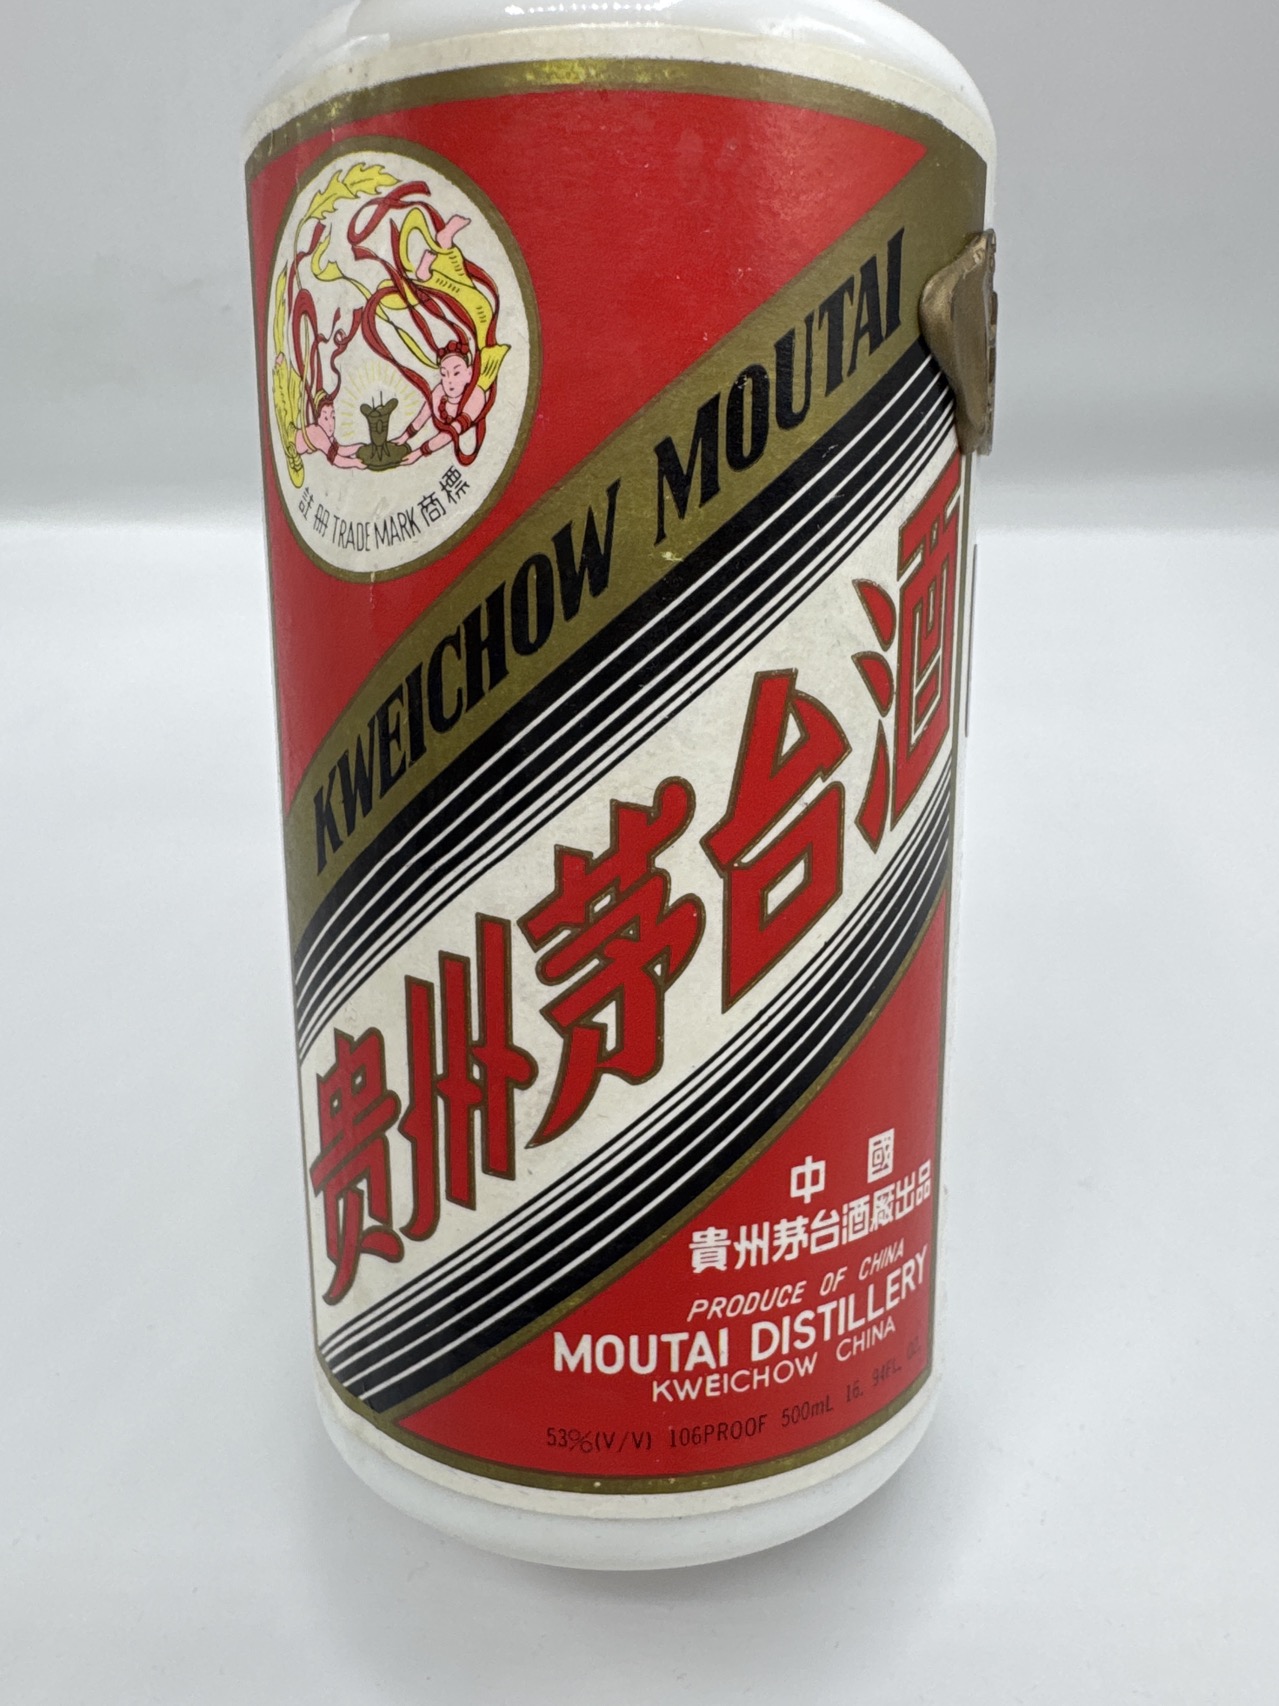 註冊 TRADE MARK 商標
KWEICHOW MOUTAI
贵州茅台酒
中國
貴州茅台酒廠出品
PRODUCE OF CHINA
MOUTAI DISTILLERY
KWEICHOW CHINA
53%(V/V) 106PROOF 500mL 16.94FL. OZ.